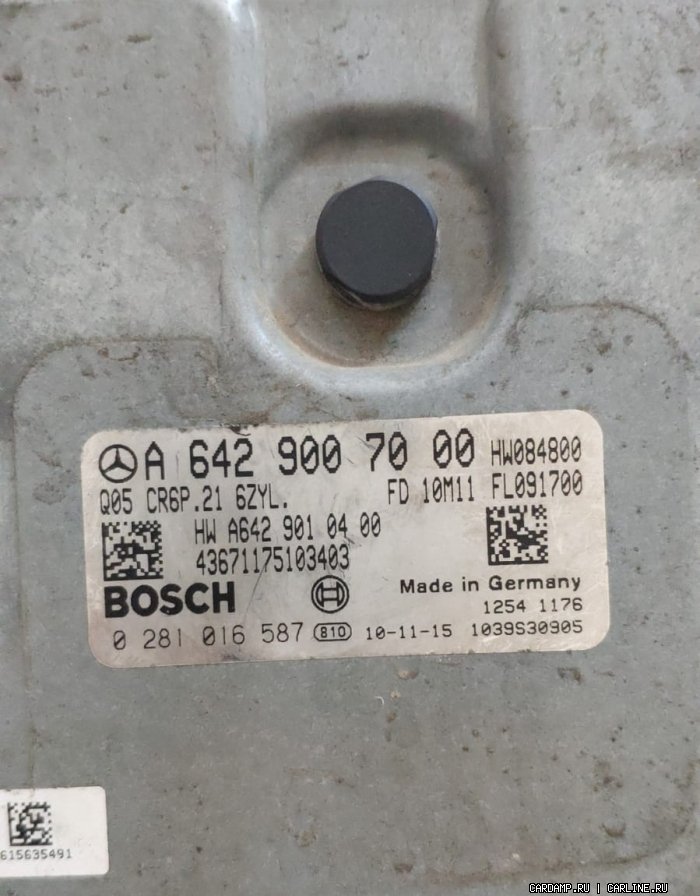 A 642 900 70 00 HW084800
Q05 CR6P.21 6ZYL. FD 10M11 FL091700
HW A642 901 04 00
43671175103403
BOSCH
Made in Germany
1254 1176
0 281 016 587 810 10-11-15 1039S30905
615635491
CARDAMP.RU | CARLINE.RU